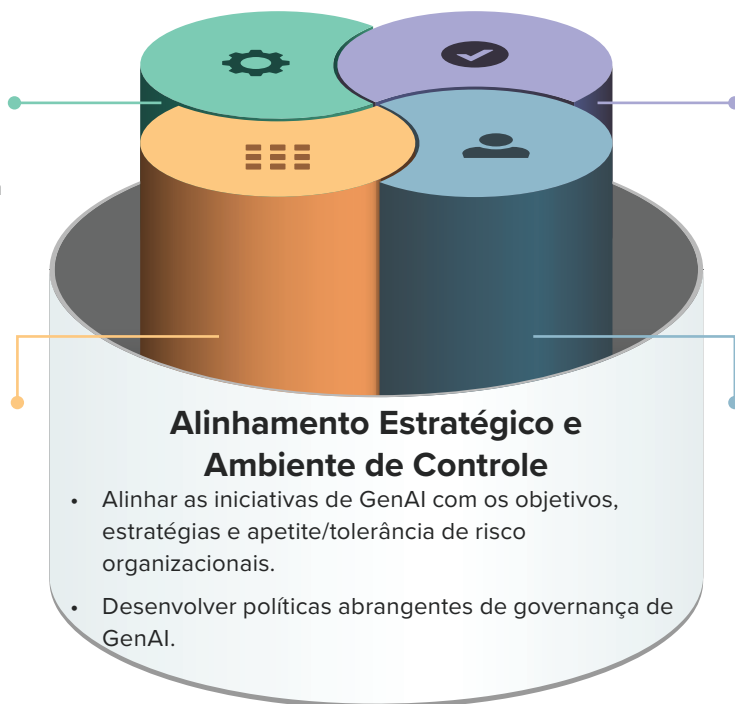 Alinhamento Estratégico e
Ambiente de Controle
• Alinhar as iniciativas de GenAI com os objetivos,
estratégias e apetite/tolerância de risco
organizacionais.
• Desenvolver políticas abrangentes de governança de
GenAI.